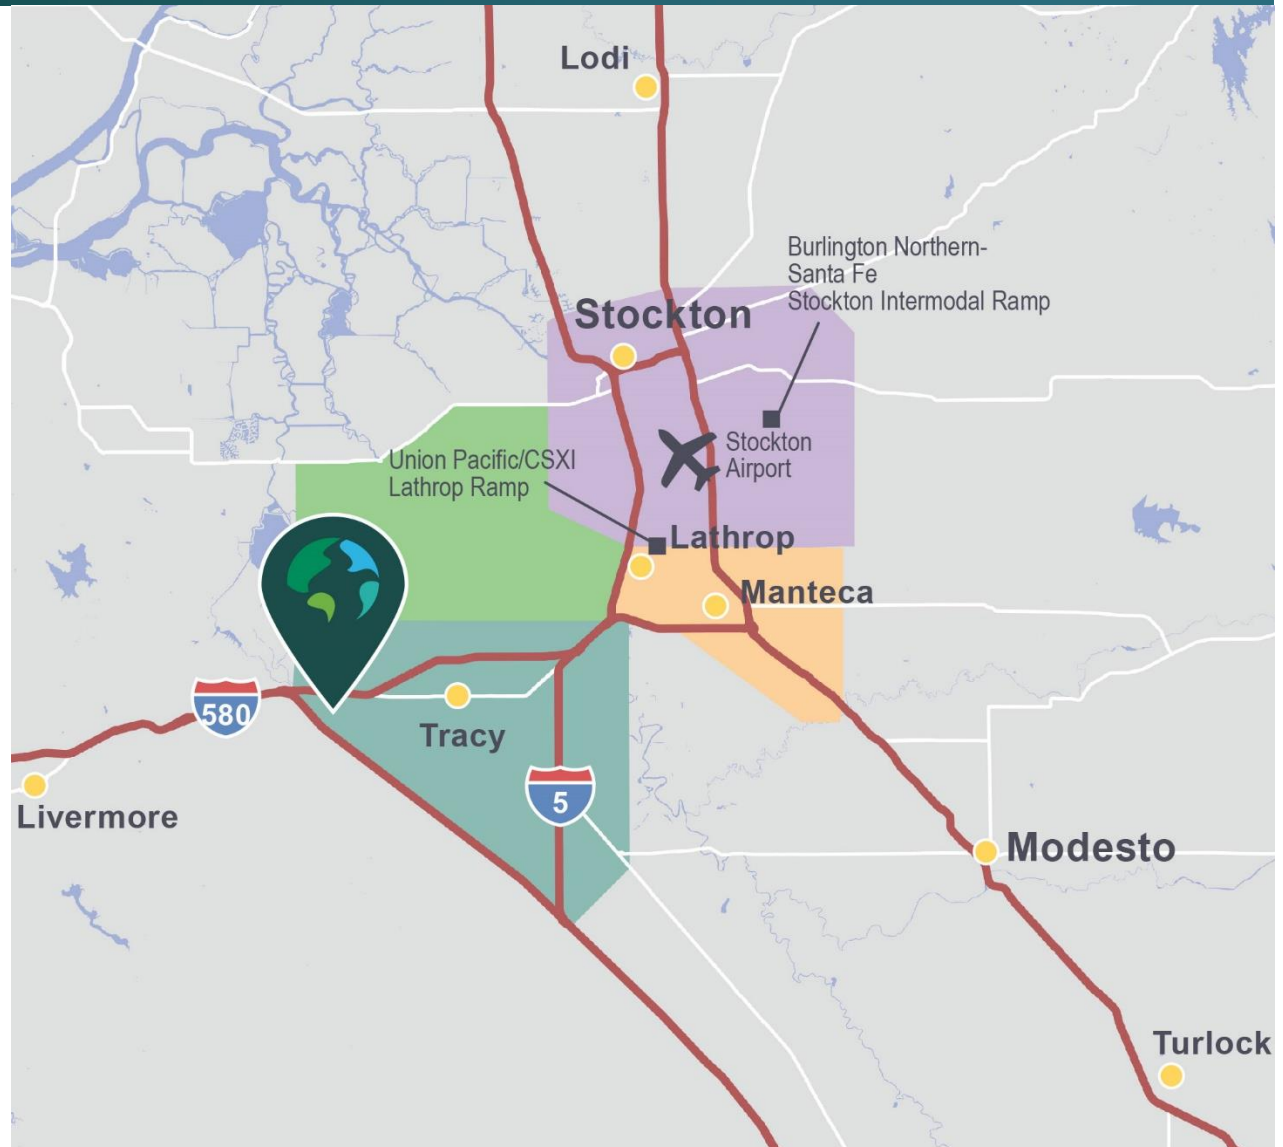 Lodi
Burlington Northern-
Santa Fe
Stockton Intermodal Ramp
Stockton
Stockton
Airport
Union Pacific/CSXI
Lathrop Ramp
Lathrop
Manteca
580
Tracy
5
Livermore
Modesto
Turlock